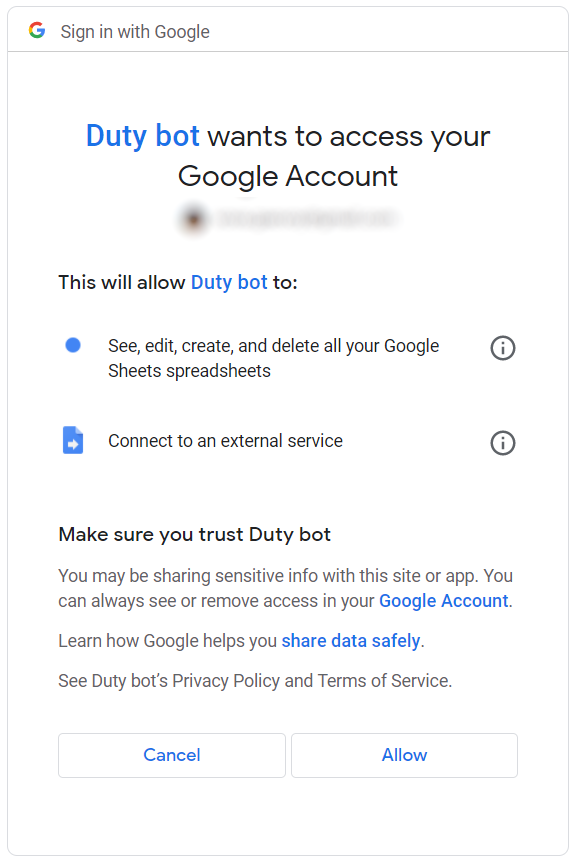 Sign in with Google
Duty bot wants to access your
Google Account
This will allow Duty bot to:
See, edit, create, and delete all your Google
Sheets spreadsheets
Connect to an external service
Make sure you trust Duty bot
You may be sharing sensitive info with this site or app. You
can always see or remove access in your Google Account.
Learn how Google helps you share data safely.
See Duty bot’s Privacy Policy and Terms of Service.
Cancel
Allow